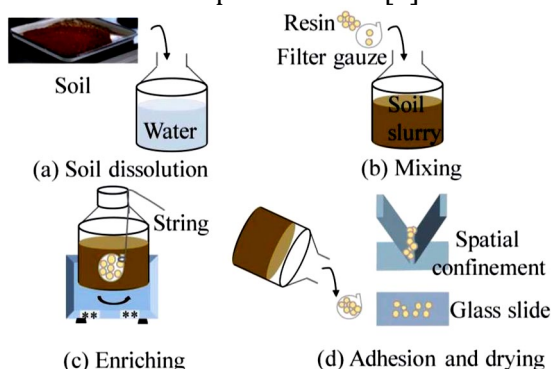 Resin
Filter gauze
Soil
Water
Soil
slurry
(a) Soil dissolution
(b) Mixing
String
Spatial
confinement
Glass slide
** **
(c) Enriching
(d) Adhesion and drying